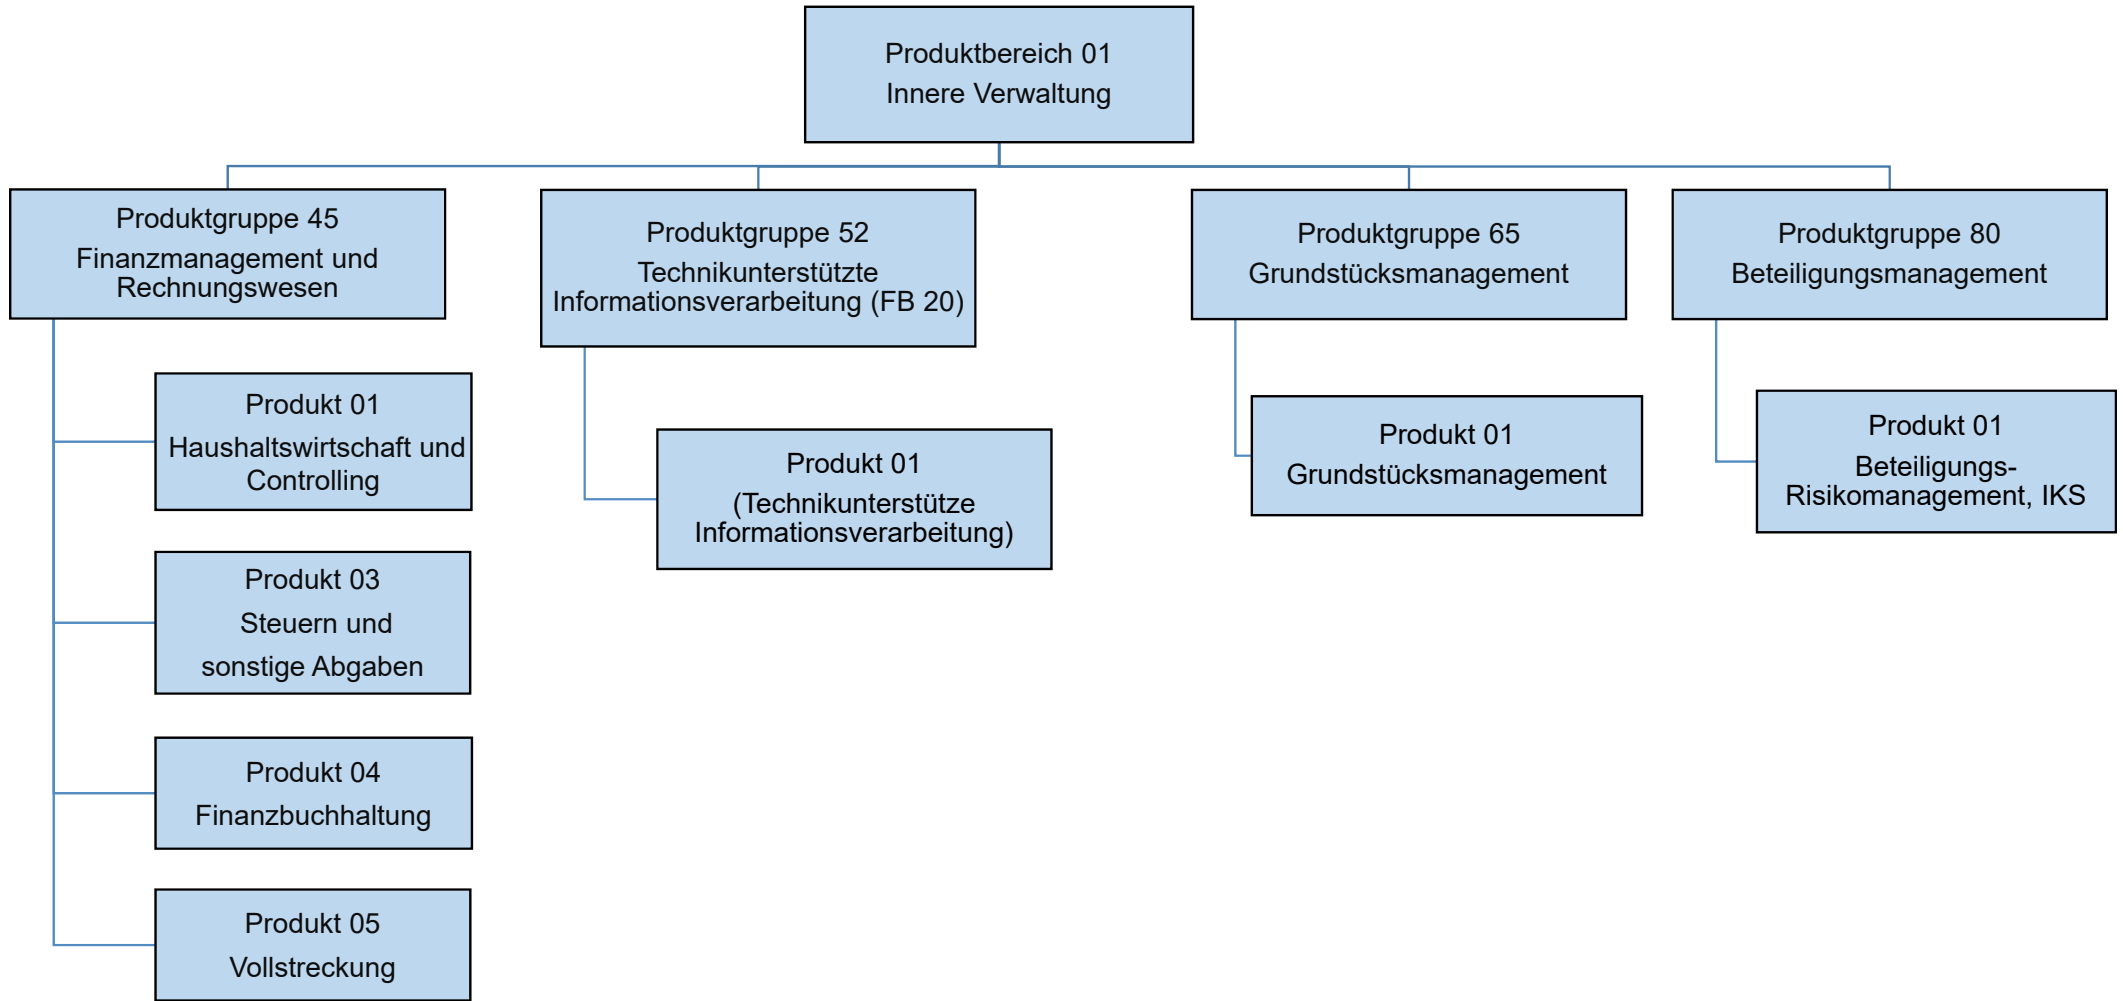 Produktbereich 01
Innere Verwaltung
Produktgruppe 45
Finanzmanagement und
Rechnungswesen
Produktgruppe 52
Technikunterstützte
Informationsverarbeitung (FB 20)
Produktgruppe 65
Grundstücksmanagement
Produktgruppe 80
Beteiligungsmanagement
Produkt 01
Haushaltswirtschaft und
Controlling
Produkt 03
Steuern und
sonstige Abgaben
Produkt 04
Finanzbuchhaltung
Produkt 05
Vollstreckung
Produkt 01
(Technikunterstütze
Informationsverarbeitung)
Produkt 01
Grundstücksmanagement
Produkt 01
Beteiligungs-
Risikomanagement, IKS